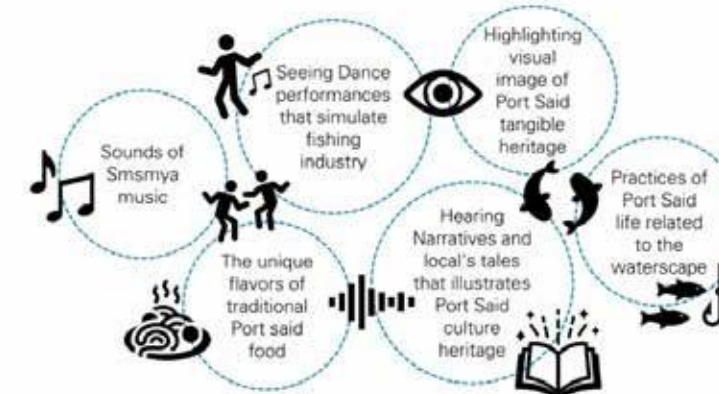 Sounds of
Smsmya
music
Seeing Dance
performances
that simulate
fishing
industry
Highlighting
visual
image of
Port Said
tangible
heritage
The unique
flavors of
traditional
Port said
food
Hearing
Narratives and
local's tales
that illustrates
Port Said
culture
heritage
Practices of
Port Said
life related
to the
waterscape